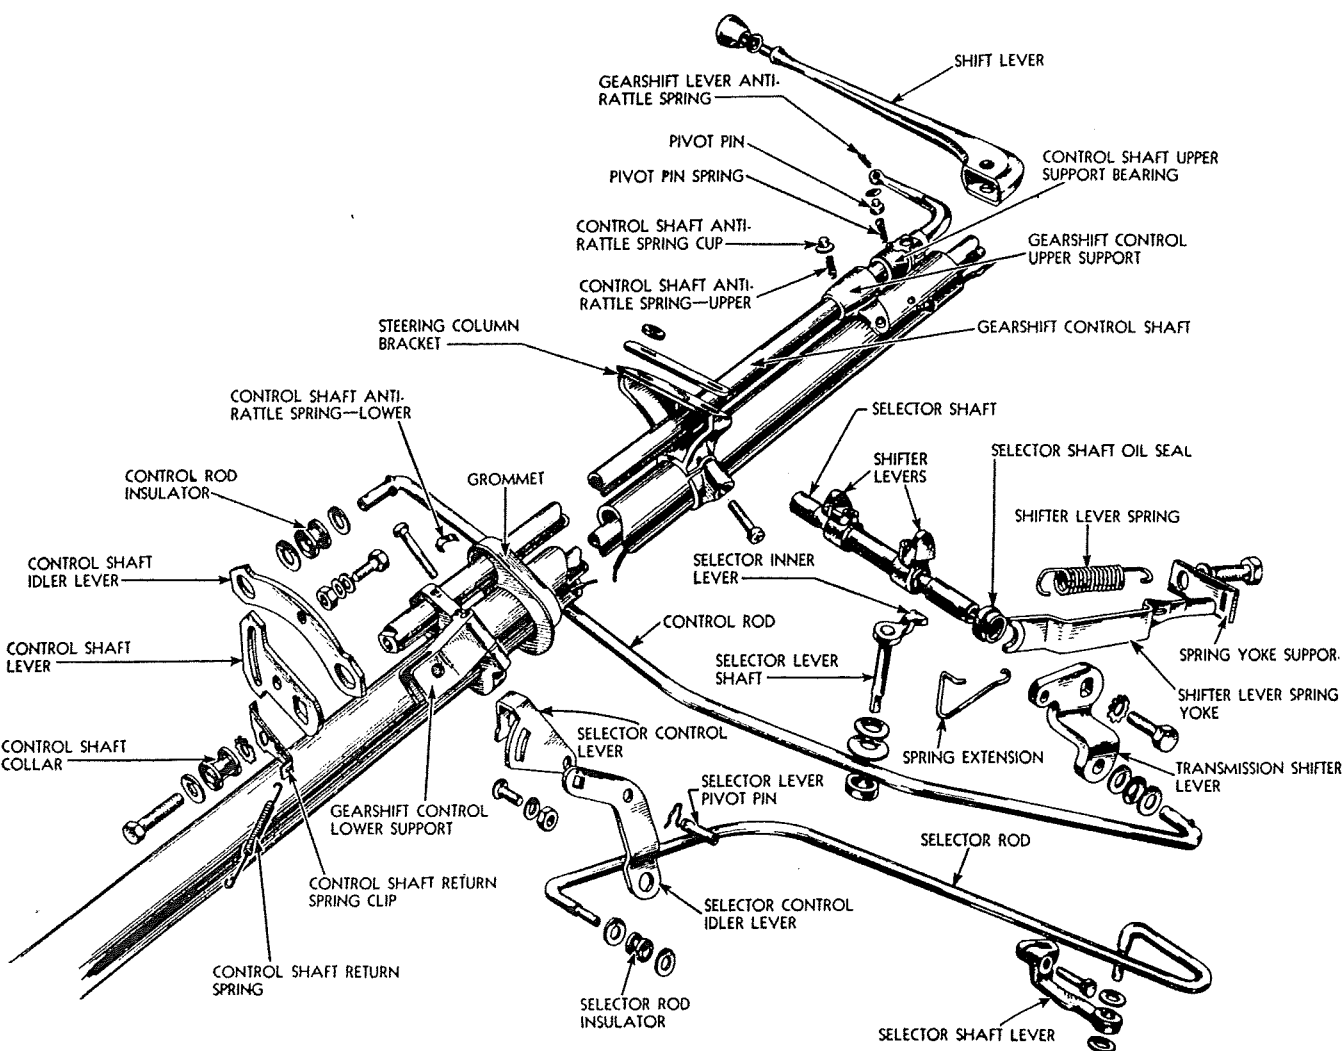 SHIFT LEVER
GEARSHIFT LEVER ANTI-
RATTLE SPRING
PIVOT PIN
CONTROL SHAFT UPPER
SUPPORT BEARING
PIVOT PIN SPRING
CONTROL SHAFT ANTI-
RATTLE SPRING CUP
GEARSHIFT CONTROL
UPPER SUPPORT
CONTROL SHAFT ANTI-
RATTLE SPRING—UPPER
STEERING COLUMN
BRACKET
GEARSHIFT CONTROL SHAFT
CONTROL SHAFT ANTI-
RATTLE SPRING—LOWER
SELECTOR SHAFT
SELECTOR SHAFT OIL SEAL
CONTROL ROD
INSULATOR
GROMMET
SHIFTER
LEVERS
SHIFTER LEVER SPRING
CONTROL SHAFT
IDLER LEVER
SELECTOR INNER
LEVER
CONTROL ROD
CONTROL SHAFT
LEVER
SELECTOR LEVER
SHAFT
SPRING YOKE SUPPOR.
SHIFTER LEVER SPRING
YOKE
SELECTOR CONTROL
LEVER
CONTROL SHAFT
COLLAR
SPRING EXTENSION
TRANSMISSION SHIFTER
LEVER
SELECTOR LEVER
PIVOT PIN
GEARSHIFT CONTROL
LOWER SUPPORT
SELECTOR ROD
CONTROL SHAFT RETURN
SPRING CLIP
SELECTOR CONTROL
IDLER LEVER
CONTROL SHAFT RETURN
SPRING
SELECTOR ROD
INSULATOR
SELECTOR SHAFT LEVER